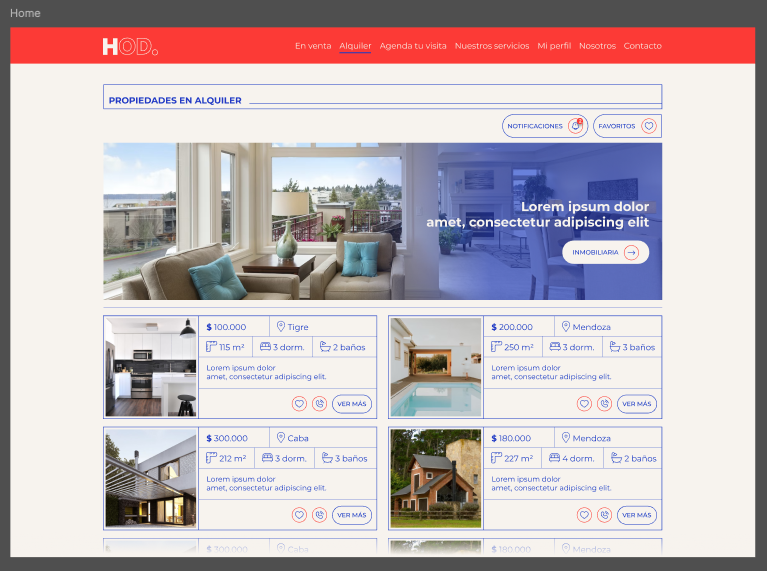 Home
HOD.
En venta Alquiler Agenda tu visita Nuestros servicios Mi perfil Nosotros Contacto
PROPIEDADES EN ALQUILER
NOTIFICACIONES FAVORITOS
Lorem ipsum dolor
amet, consectetur adipiscing elit
INMOBILIARIA
$ 100.000 Tigre
115 m² 3 dorm. 2 baños
Lorem ipsum dolor
amet, consectetur adipiscing elit.
VER MÁS
$ 200.000 Mendoza
250 m² 3 dorm. 3 baños
Lorem ipsum dolor
amet, consectetur adipiscing elit.
VER MÁS
$ 300.000 Caba
212 m² 3 dorm. 3 baños
Lorem ipsum dolor
amet, consectetur adipiscing elit.
VER MÁS
$ 180.000 Mendoza
227 m² 4 dorm. 2 baños
Lorem ipsum dolor
amet, consectetur adipiscing elit.
VER MÁS
$ 300.000 Caba
$ 180.000 Mendoza